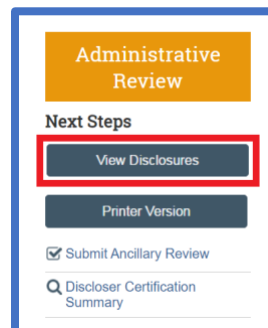 Administrative
Review
Next Steps
View Disclosures
Printer Version
Submit Ancillary Review
Discloser Certification
Summary